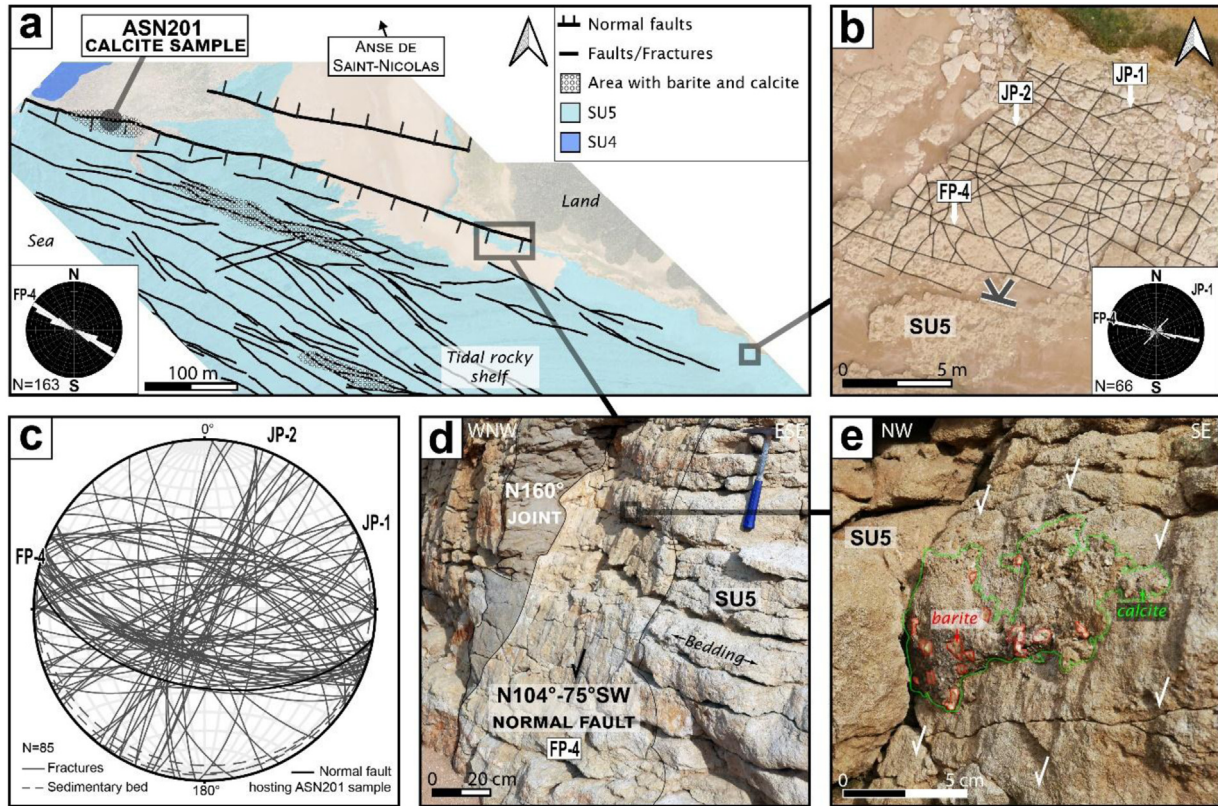 a
ASN201
CALCITE SAMPLE
ANSE DE
SAINT-NICOLAS
Normal faults
Faults/Fractures
Area with barite and calcite
SU5
SU4
Land
Sea
Tidal rocky
shelf
N
FP-4
S
N=163
100 m
b
JP-1
JP-2
FP-4
SU5
0
5 m
N
JP-1
FP-4
S
N=66
c
0°
JP-2
JP-1
FP-4
N=85
Fractures
Sedimentary bed
180°
Normal fault
hosting ASN201 sample
d
WNW
ESE
N160°
JOINT
SU5
Bedding
N104°-75°SW
NORMAL FAULT
FP-4
0
20 cm
e
NW
SE
SU5
barite
calcite
0
5 cm